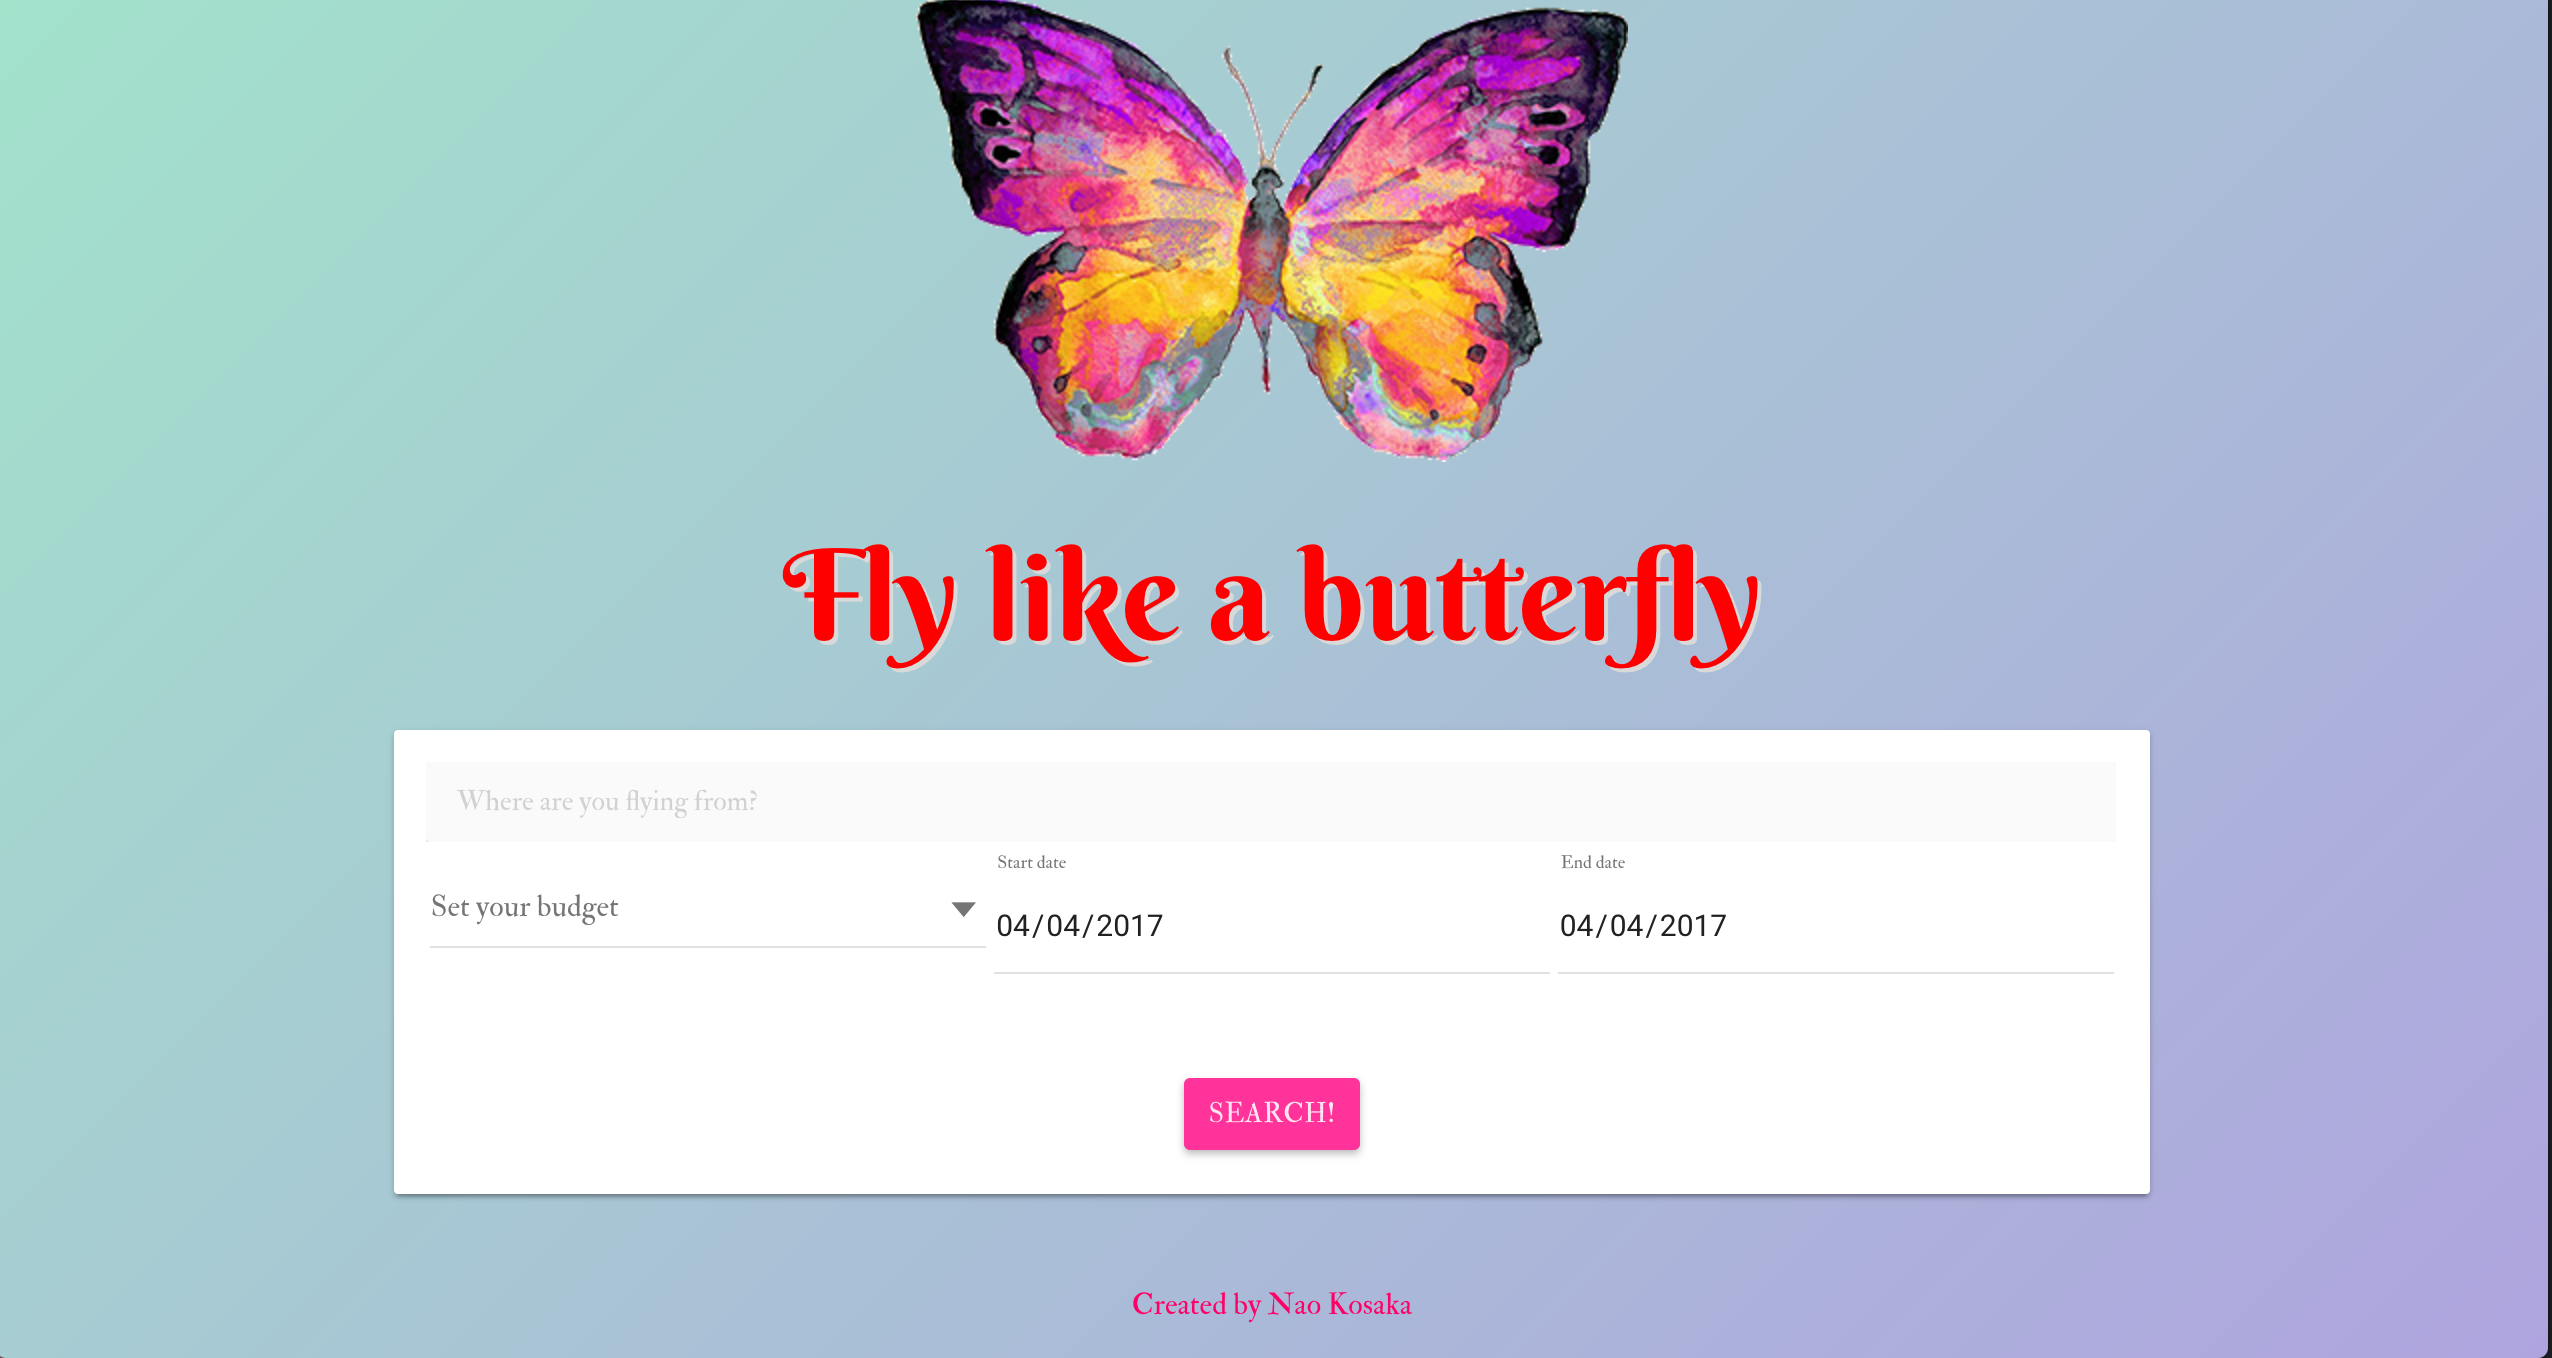 Fly like a butterfly
Where are you flying from?
Set your budget
Start date
04/04/2017
End date
04/04/2017
SEARCH!
Created by Nao Kosaka